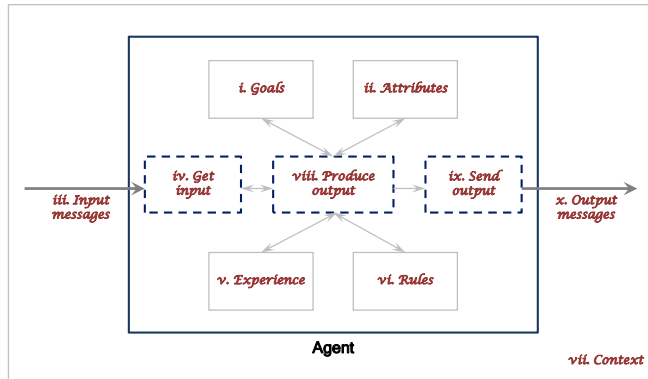 i. Goals
ii. Attributes
iv. Get
input
viii. Produce
output
ix. Send
output
iii. Input
messages
x. Output
messages
v. Experience
vi. Rules
Agent
vii. Context